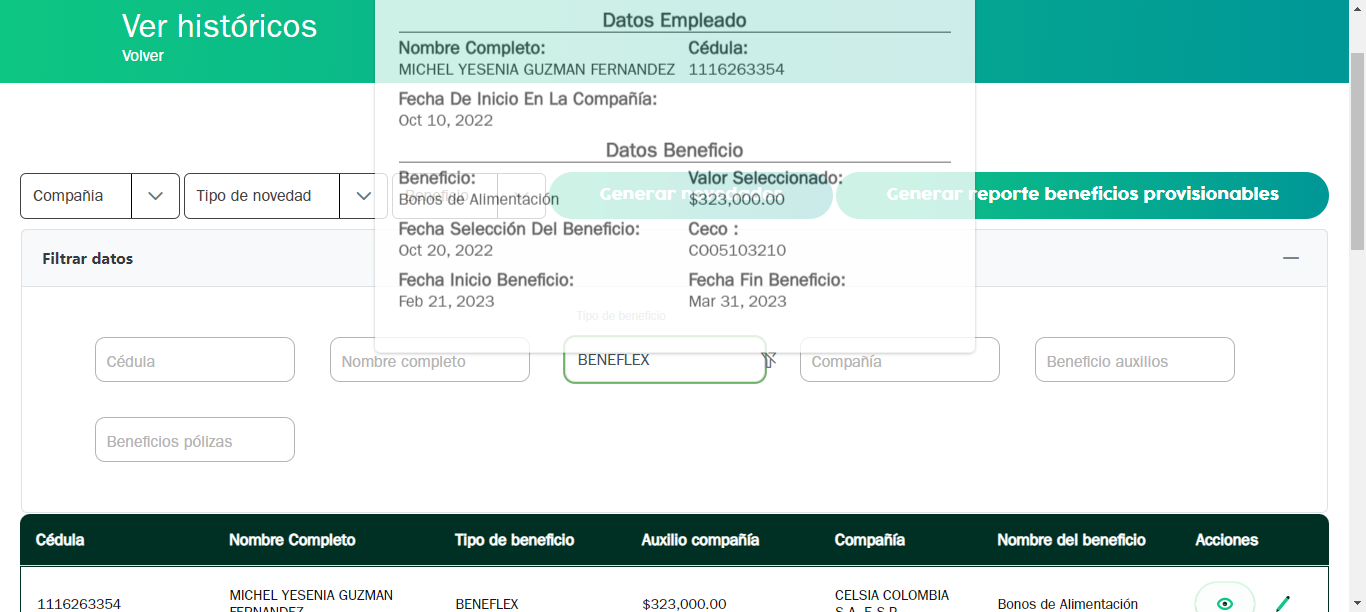 Ver históricos
Volver
Datos Empleado
Nombre Completo: Cédula:
MICHEL YESENIA GUZMAN FERNANDEZ 1116263354
Fecha De Inicio En La Compañía:
Oct 10, 2022
Datos Beneficio
Beneficio: Valor Seleccionado:
Bonos de Alimentación $323,000.00
Fecha Selección Del Beneficio: Ceco :
Oct 20, 2022 CO05103210
Fecha Inicio Beneficio: Fecha Fin Beneficio:
Feb 21, 2023 Mar 31, 2023
Compañia Tipo de novedad Beneficio Generar novedades Generar reporte beneficios provisionables
Filtrar datos
Tipo de beneficio
Cédula Nombre completo BENEFLEX Compañía Beneficio auxilios
Beneficios pólizas
Cédula Nombre Completo Tipo de beneficio Auxilio compañía Compañía Nombre del beneficio Acciones
1116263354 MICHEL YESENIA GUZMAN FERNANDEZ BENEFLEX $323,000.00 CELSIA COLOMBIA S.A. E.S.P. Bonos de Alimentación